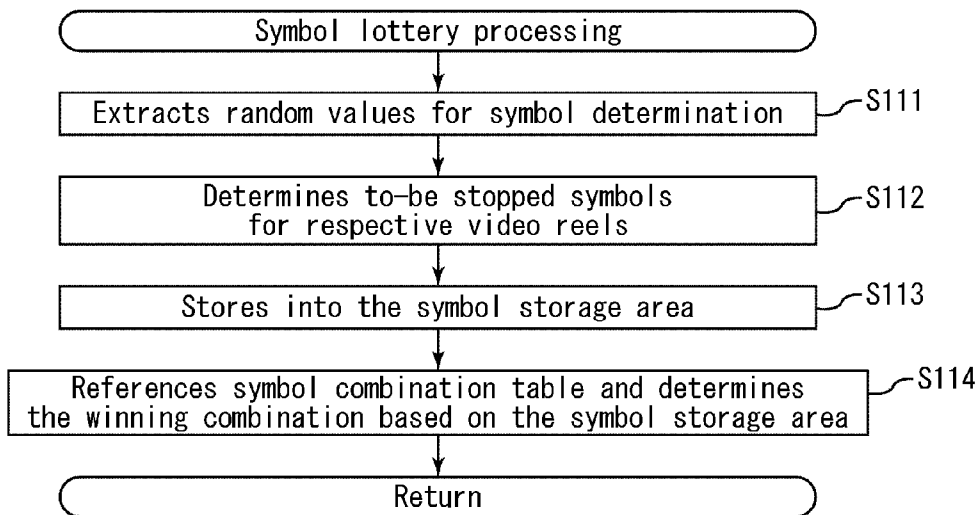 Symbol lottery processing
Extracts random values for symbol determination
S111
Determines to-be stopped symbols
for respective video reels
S112
Stores into the symbol storage area
S113
References symbol combination table and determines
the winning combination based on the symbol storage area
S114
Return